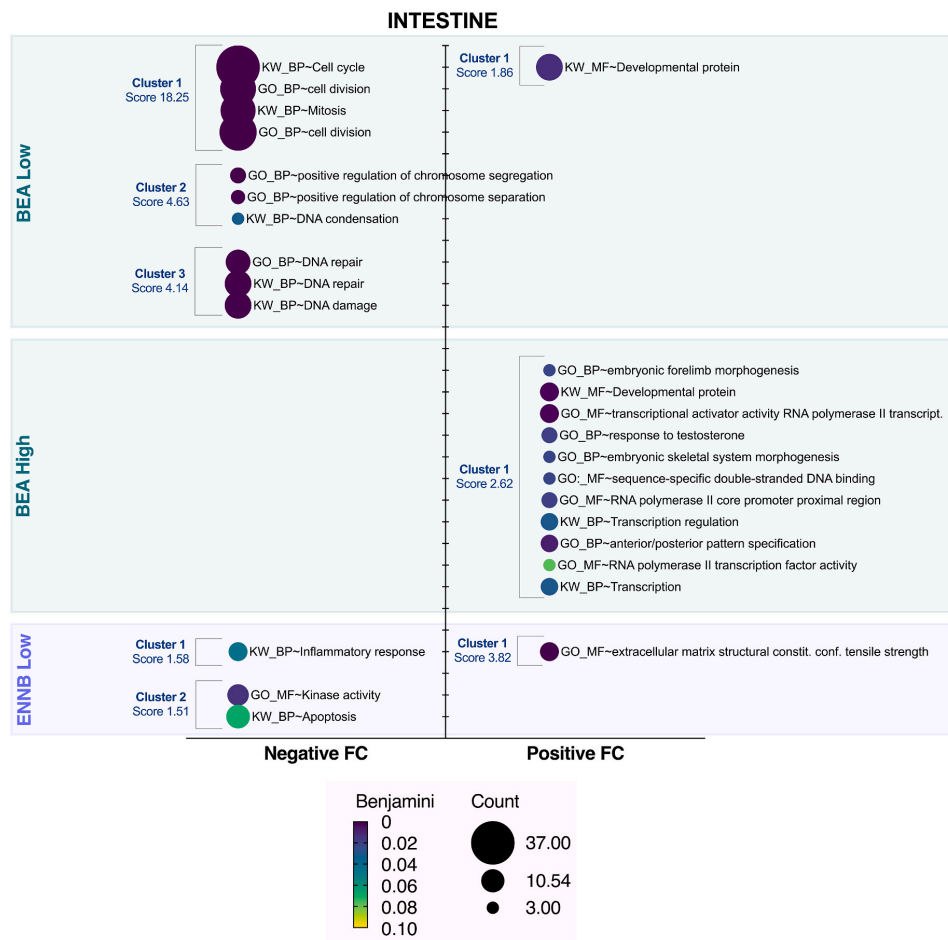 INTESTINE
BEA Low
Cluster 1
Score 18.25
KW_BP~Cell cycle
GO_BP~cell division
KW_BP~Mitosis
GO_BP~cell division
Cluster 1
Score 1.86
KW_MF~Developmental protein
Cluster 2
Score 4.63
GO_BP~positive regulation of chromosome segregation
GO_BP~positive regulation of chromosome separation
KW_BP~DNA condensation
Cluster 3
Score 4.14
GO_BP~DNA repair
KW_BP~DNA repair
KW_BP~DNA damage
BEA High
Cluster 1
Score 2.62
GO_BP~embryonic forelimb morphogenesis
KW_MF~Developmental protein
GO_MF~transcriptional activator activity RNA polymerase II transcript.
GO_BP~response to testosterone
GO_BP~embryonic skeletal system morphogenesis
GO:_MF~sequence-specific double-stranded DNA binding
GO_MF~RNA polymerase II core promoter proximal region
KW_BP~Transcription regulation
GO_BP~anterior/posterior pattern specification
GO_MF~RNA polymerase II transcription factor activity
KW_BP~Transcription
ENNB Low
Cluster 1
Score 1.58
KW_BP~Inflammatory response
Cluster 1
Score 3.82
GO_MF~extracellular matrix structural constit. conf. tensile strength
Cluster 2
Score 1.51
GO_MF~Kinase activity
KW_BP~Apoptosis
Negative FC
Positive FC
Benjamini
0
0.02
0.04
0.06
0.08
0.10
Count
37.00
10.54
3.00